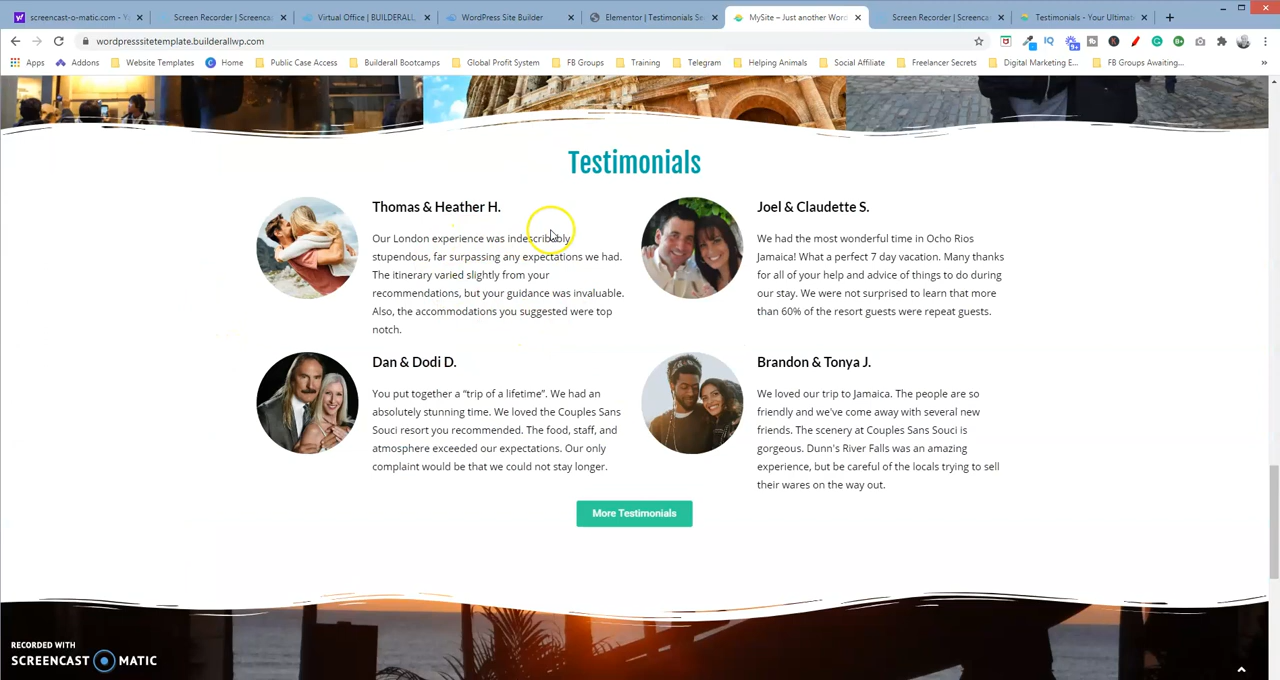 screencast-o-matic.com - Y
Screen Recorder | Screencas
Virtual Office | BUILDERALL
WordPress Site Builder
Elementor | Testimonials Se
MySite – Just another Word
Screen Recorder | Screenca
Testimonials - Your Ultimat
wordpresssitetemplate.builderallwp.com
Apps
Addons
Website Templates
Home
Public Case Access
Builderall Bootcamps
Global Profit System
FB Groups
Training
Telegram
Helping Animals
Social Affiliate
Freelancer Secrets
Digital Marketing E...
FB Groups Awaiting...
Testimonials
Thomas & Heather H.
Our London experience was indescribably
stupendous, far surpassing any expectations we had.
The itinerary varied slightly from your
recommendations, but your guidance was invaluable.
Also, the accommodations you suggested were top
notch.
Joel & Claudette S.
We had the most wonderful time in Ocho Rios
Jamaica! What a perfect 7 day vacation. Many thanks
for all of your help and advice of things to do during
our stay. We were not surprised to learn that more
than 60% of the resort guests were repeat guests.
Dan & Dodi D.
You put together a “trip of a lifetime”. We had an
absolutely stunning time. We loved the Couples Sans
Souci resort you recommended. The food, staff, and
atmosphere exceeded our expectations. Our only
complaint would be that we could not stay longer.
Brandon & Tonya J.
We loved our trip to Jamaica. The people are so
friendly and we've come away with several new
friends. The scenery at Couples Sans Souci is
gorgeous. Dunn's River Falls was an amazing
experience, but be careful of the locals trying to sell
their wares on the way out.
More Testimonials
RECORDED WITH
SCREENCAST MATIC